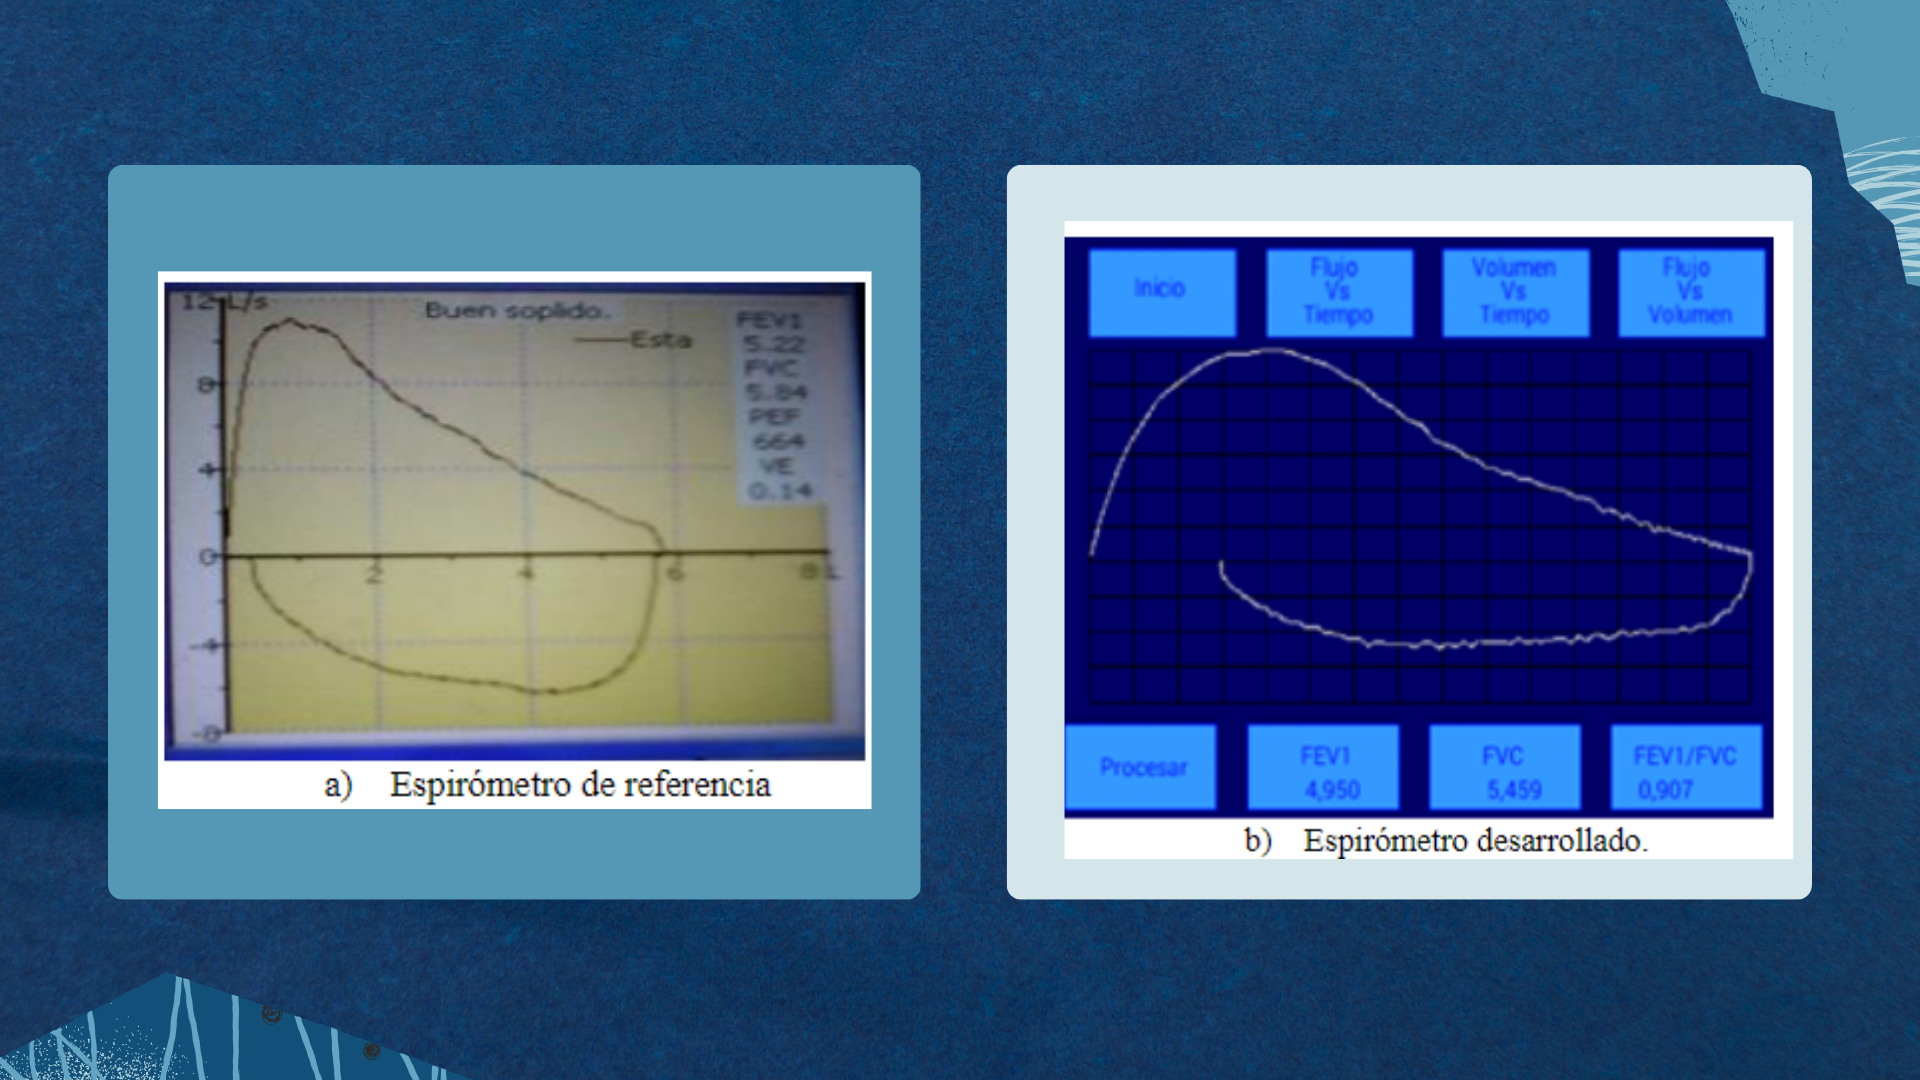 12 L/s
Buen soplido.
Esta
FEV1
5.22
FVC
5.84
PEF
664
VE
0.14
8
4
0
2
4
6
8 L
-4
-8
a) Espirómetro de referencia
Inicio
Flujo
Vs
Tiempo
Volumen
Vs
Tiempo
Flujo
Vs
Volumen
Procesar
FEV1
4,950
FVC
5,459
FEV1/FVC
0,907
b) Espirómetro desarrollado.